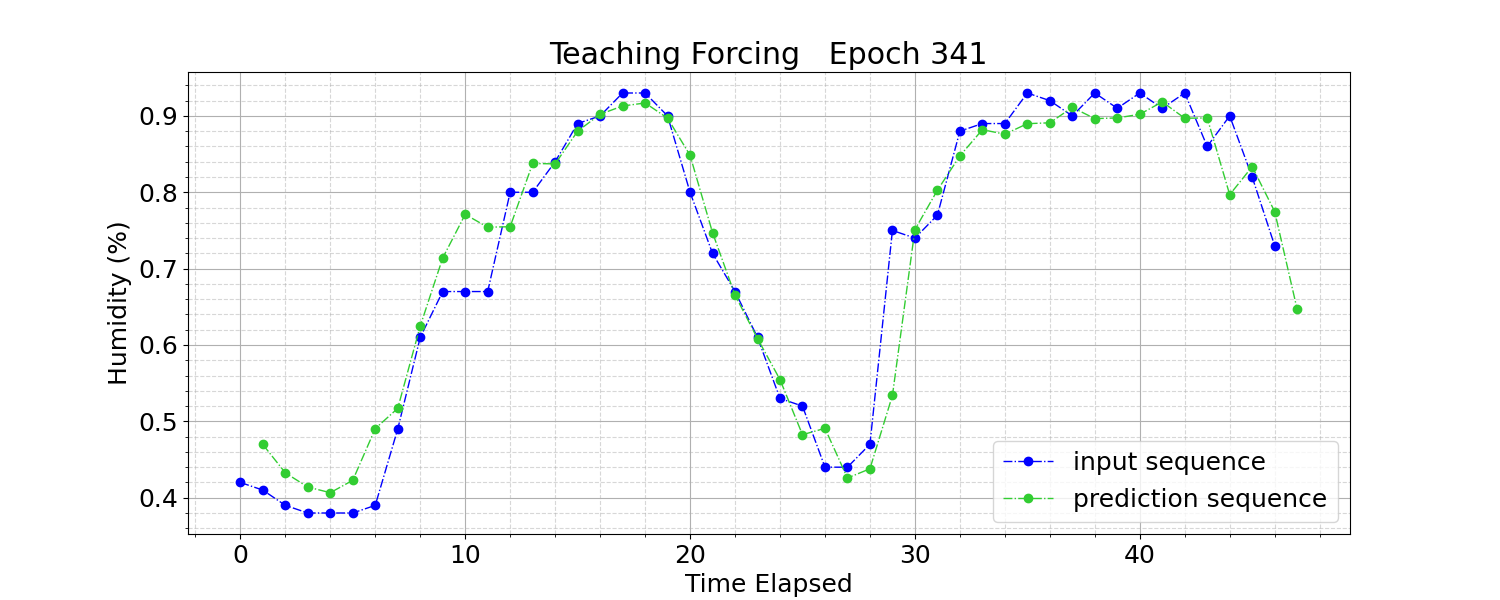 Teaching Forcing   Epoch 341
Humidity (%)
0.9
0.8
0.7
0.6
0.5
0.4
input sequence
prediction sequence
0 10 20 30 40
Time Elapsed